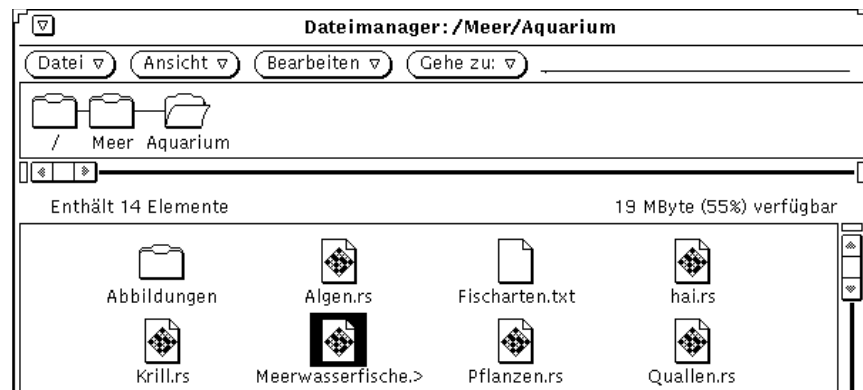 Dateimanager:/Meer/Aquarium
Datei Ansicht Bearbeiten Gehe zu:
/ Meer Aquarium
Enthält 14 Elemente 19 MByte (55%) verfügbar
Abbildungen Algen.rs Fischarten.txt hai.rs
Krill.rs Meerwasserfische.> Pflanzen.rs Quallen.rs